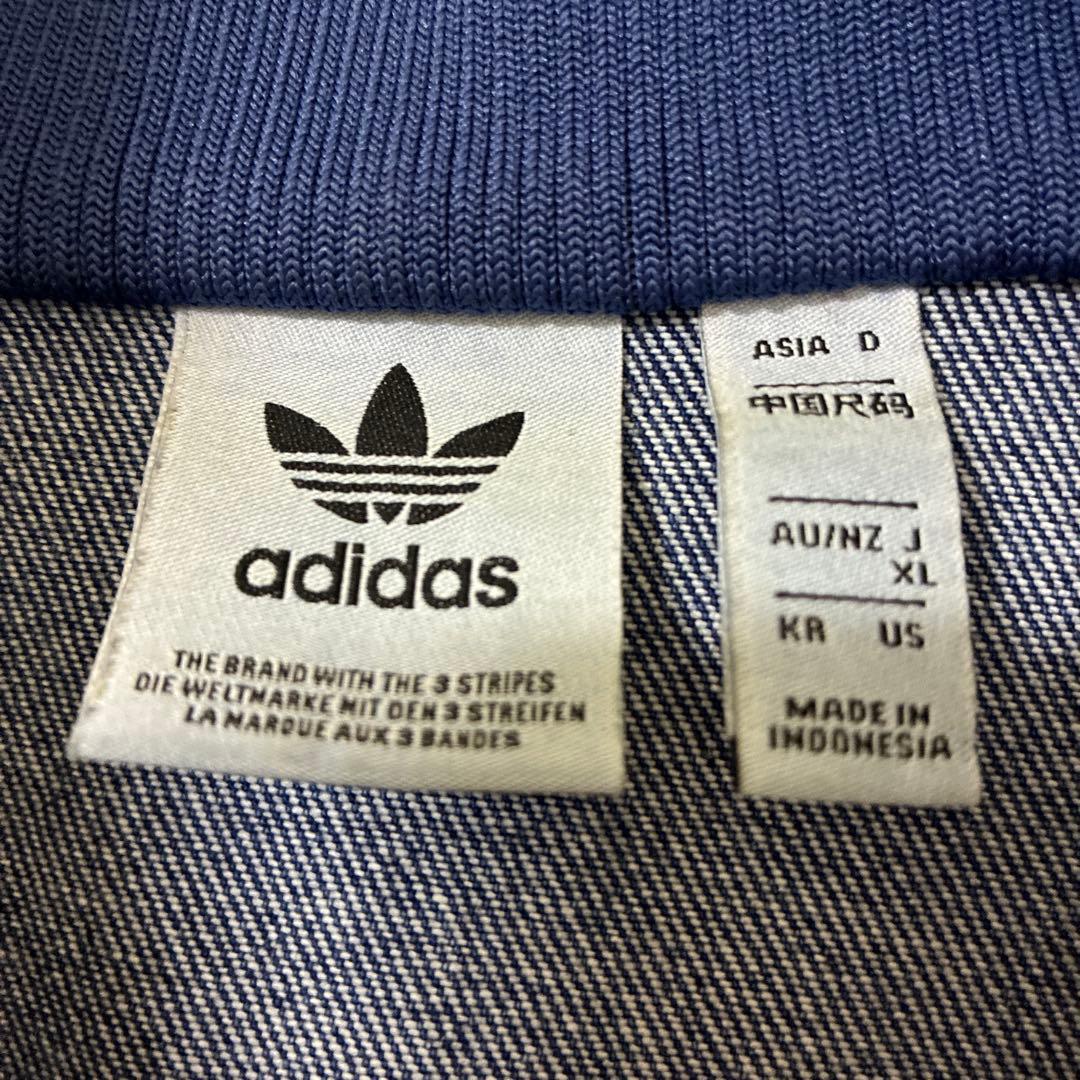 adidas
THE BRAND WITH THE 3 STRIPES
DIE WELTMARKE MIT DEN 3 STREIFEN
LA MARQUE AUX 3 BANDES
ASIA D
中国尺码
AU/NZ J
XL
KR US
MADE IN
INDONESIA